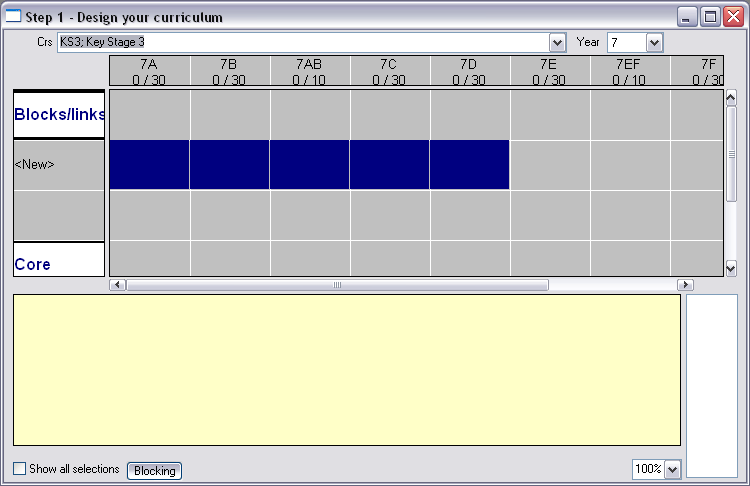 Step 1 - Design your curriculum
Crs KS3; Key Stage 3 Year 7
7A 7B 7AB 7C 7D 7E 7EF 7F
0 / 30 0 / 30 0 / 10 0 / 30 0 / 30 0 / 30 0 / 10 0 / 30
Blocks/links
<New>
Core
Show all selections Blocking 100%